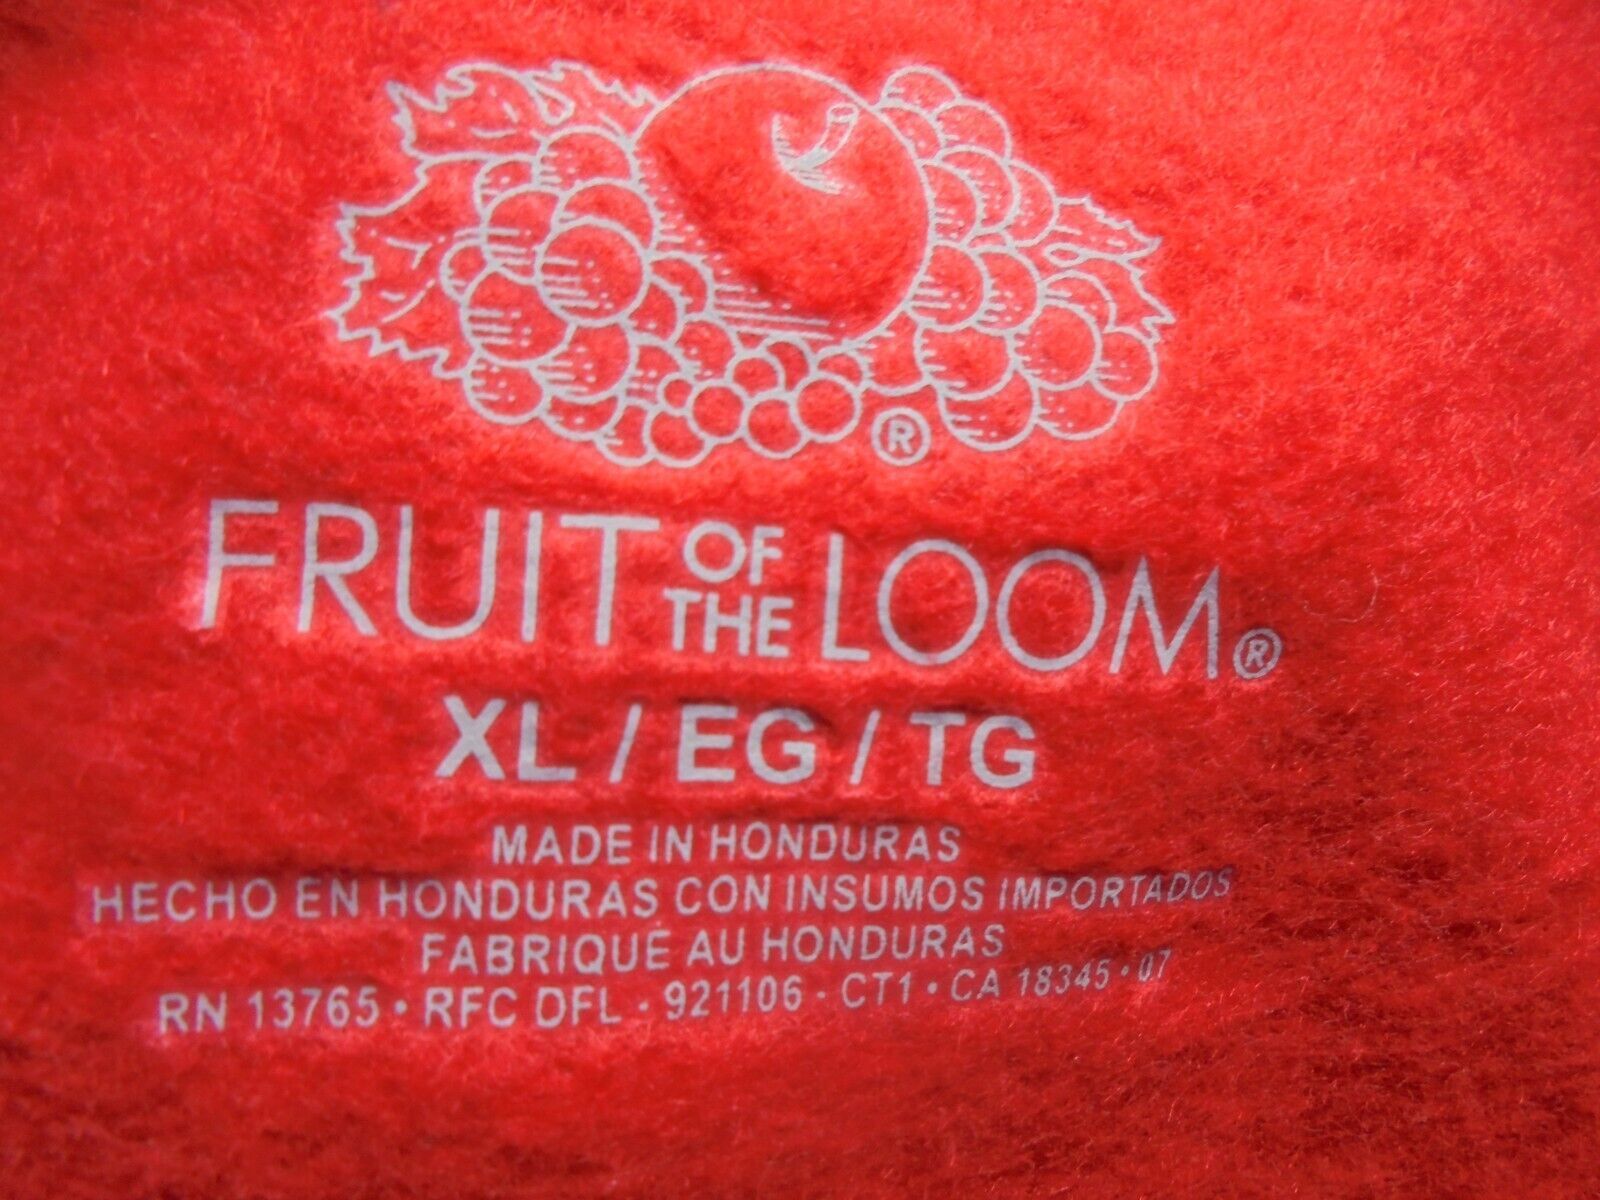 ®
FRUIT OF THE LOOM®
XL / EG / TG
MADE IN HONDURAS
HECHO EN HONDURAS CON INSUMOS IMPORTADOS
FABRIQUÉ AU HONDURAS
RN 13765 • RFC DFL - 921106 - CT1 • CA 18345 • 07